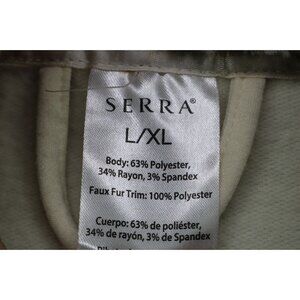 SERRA®
L/XL
Body: 63% Polyester,
34% Rayon, 3% Spandex
Faux Fur Trim: 100% Polyester
Cuerpo: 63% de poliéster,
34% de rayón, 3% de Spandex